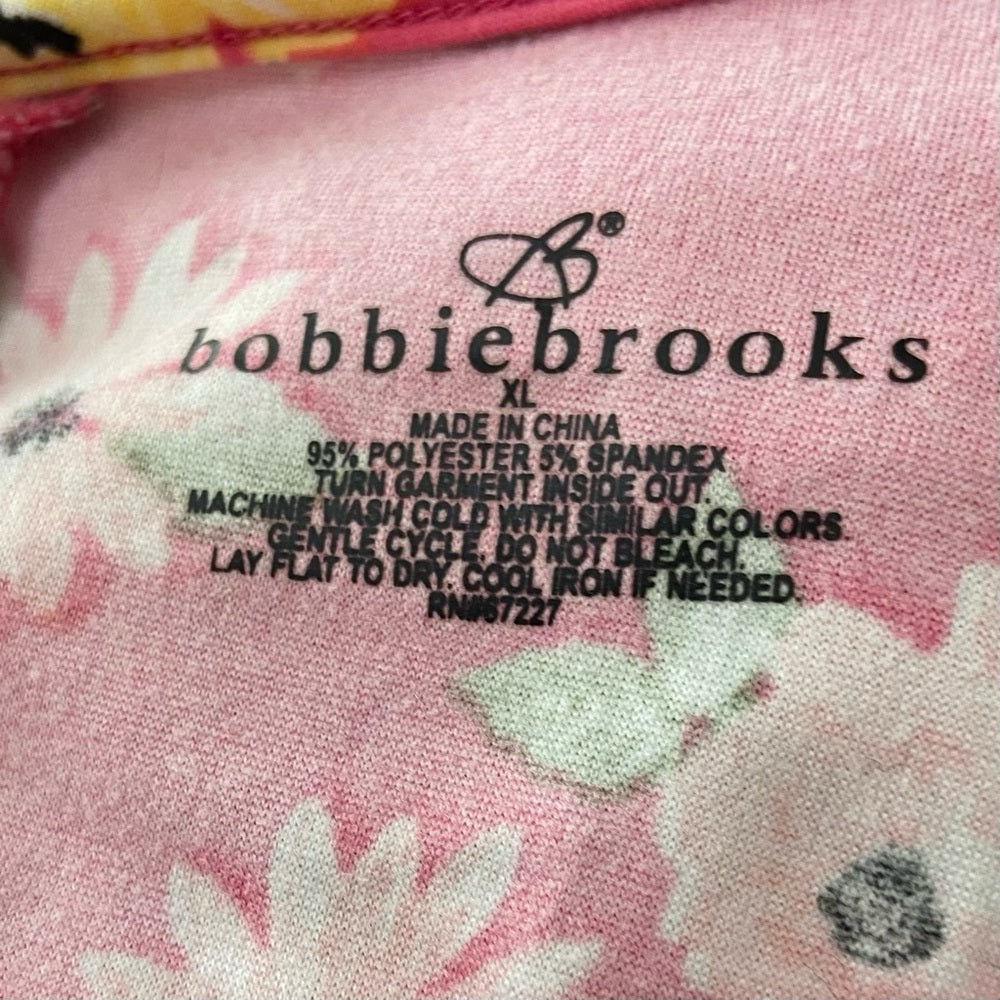 B®
bobbiebrooks
XL
MADE IN CHINA
95% POLYESTER 5% SPANDEX
TURN GARMENT INSIDE OUT.
MACHINE WASH COLD WITH SIMILAR COLORS.
GENTLE CYCLE. DO NOT BLEACH.
LAY FLAT TO DRY. COOL IRON IF NEEDED.
RN#67227